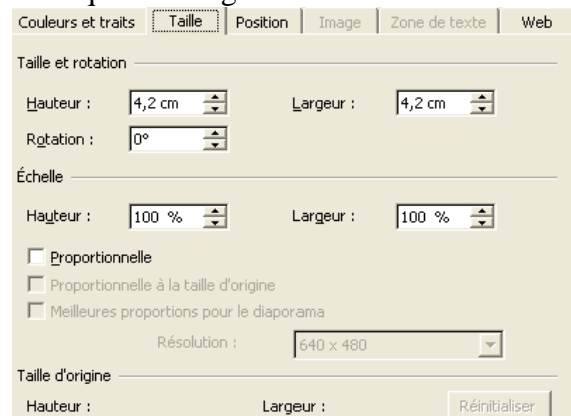 Couleurs et traits Taille Position Image Zone de texte Web
Taille et rotation
Hauteur : 4,2 cm Largeur : 4,2 cm
Rotation : 0°
Échelle
Hauteur : 100 % Largeur : 100 %
Proportionnelle
Proportionnelle à la taille d'origine
Meilleures proportions pour le diaporama
Résolution : 640 x 480
Taille d'origine
Hauteur : Largeur : Réinitialiser